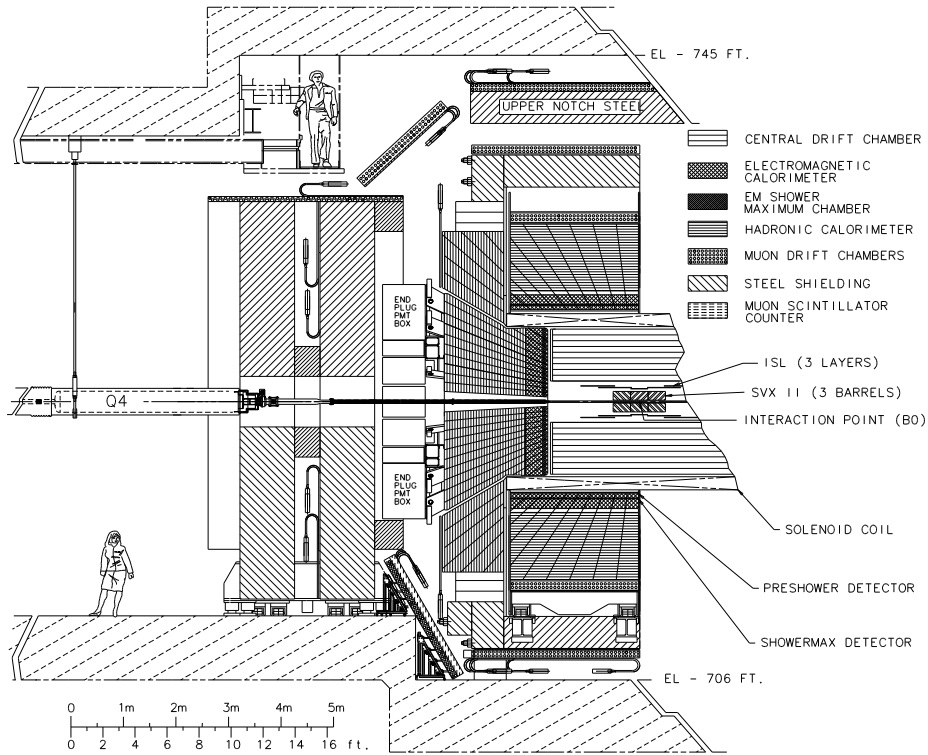 EL - 745 FT.
UPPER NOTCH STEEL
CENTRAL DRIFT CHAMBER
ELECTROMAGNETIC
CALORIMETER
EM SHOWER
MAXIMUM CHAMBER
HADRONIC CALORIMETER
MUON DRIFT CHAMBERS
STEEL SHIELDING
MUON SCINTILLATOR
COUNTER
END
PLUG
PMT
BOX
ISL (3 LAYERS)
Q4
SVX II (3 BARRELS)
INTERACTION POINT (B0)
END
PLUG
PMT
BOX
SOLENOID COIL
PRESHOWER DETECTOR
SHOWERMAX DETECTOR
EL - 706 FT.
0 1m 2m 3m 4m 5m
0 2 4 6 8 10 12 14 16 ft.